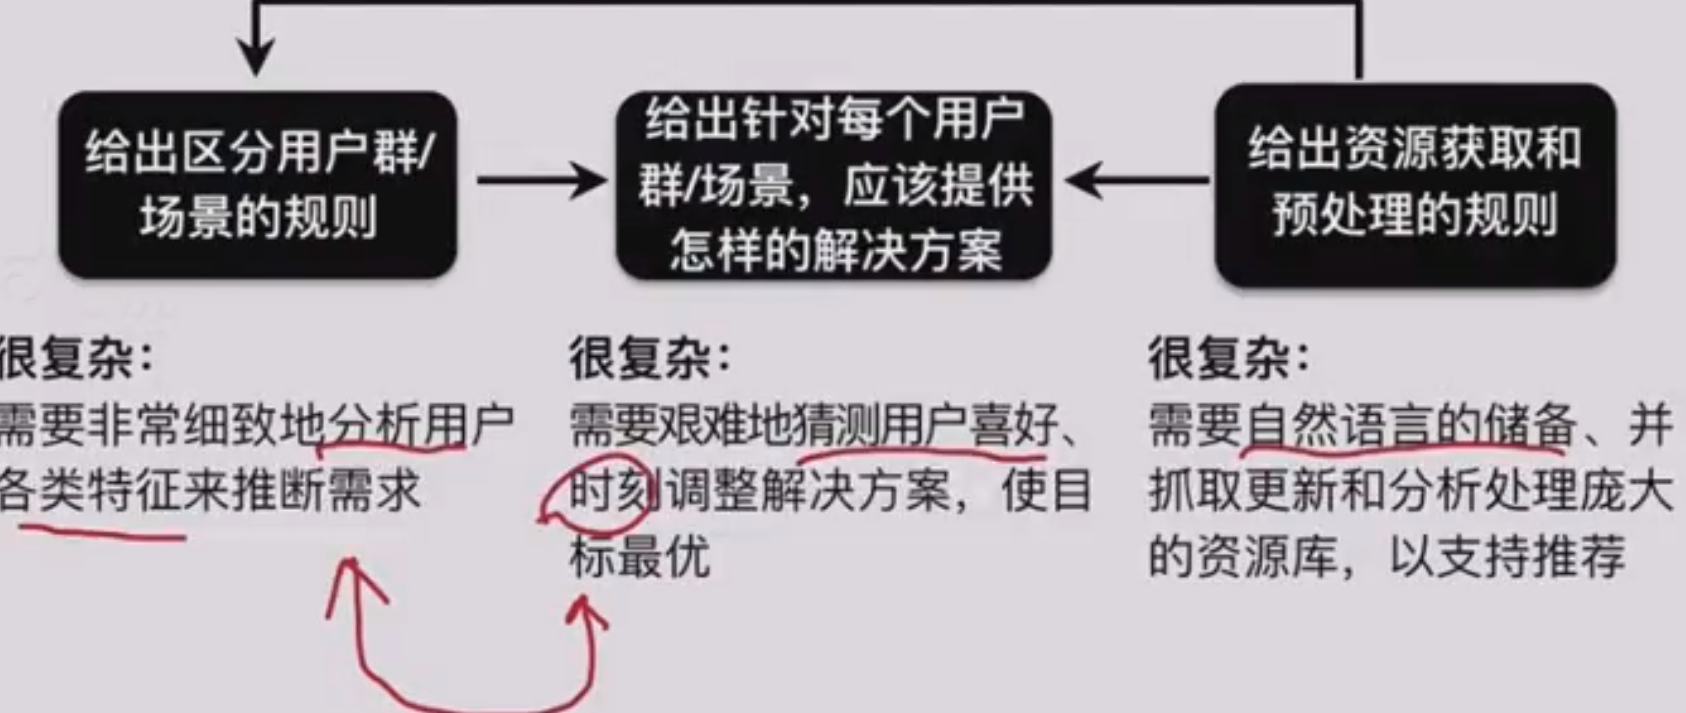 给出区分用户群/
场景的规则
给出针对每个用户
群/场景，应该提供
怎样的解决方案
给出资源获取和
预处理的规则
很复杂：
需要非常细致地分析用户
各类特征来推断需求
很复杂：
需要艰难地猜测用户喜好、
时刻调整解决方案，使目
标最优
很复杂：
需要自然语言的储备、并
抓取更新和分析处理庞大
的资源库，以支持推荐